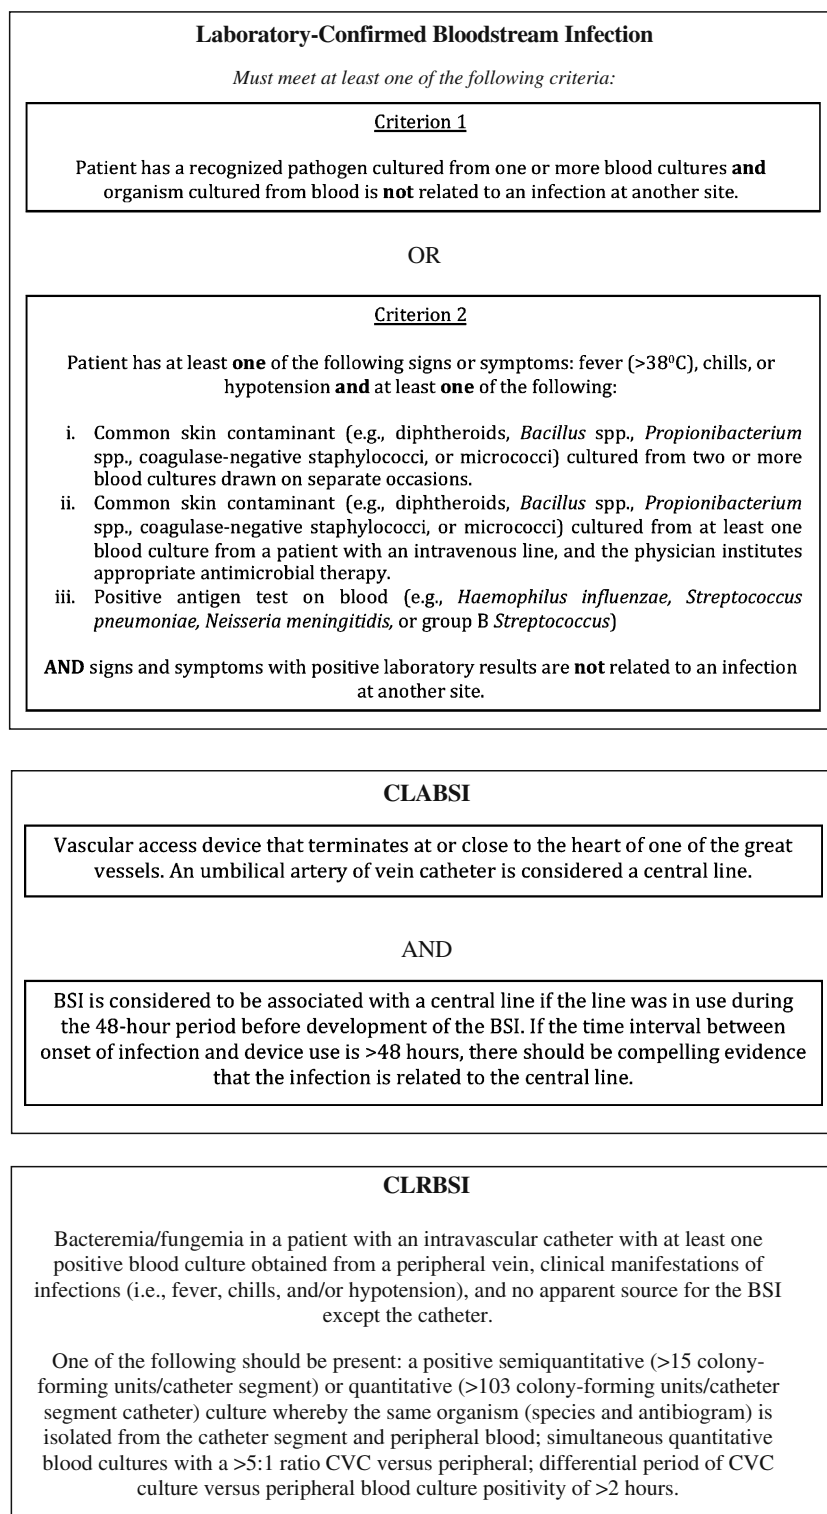 Laboratory-Confirmed Bloodstream Infection
Must meet at least one of the following criteria:
Criterion 1
Patient has a recognized pathogen cultured from one or more blood cultures and
organism cultured from blood is not related to an infection at another site.
OR
Criterion 2
Patient has at least one of the following signs or symptoms: fever (>38⁰C), chills, or
hypotension and at least one of the following:
i. Common skin contaminant (e.g., diphtheroids, Bacillus spp., Propionibacterium
spp., coagulase-negative staphylococci, or micrococci) cultured from two or more
blood cultures drawn on separate occasions.
ii. Common skin contaminant (e.g., diphtheroids, Bacillus spp., Propionibacterium
spp., coagulase-negative staphylococci, or micrococci) cultured from at least one
blood culture from a patient with an intravenous line, and the physician institutes
appropriate antimicrobial therapy.
iii. Positive antigen test on blood (e.g., Haemophilus influenzae, Streptococcus
pneumoniae, Neisseria meningitidis, or group B Streptococcus)
AND signs and symptoms with positive laboratory results are not related to an infection
at another site.
CLABSI
Vascular access device that terminates at or close to the heart of one of the great
vessels. An umbilical artery of vein catheter is considered a central line.
AND
BSI is considered to be associated with a central line if the line was in use during
the 48-hour period before development of the BSI. If the time interval between
onset of infection and device use is >48 hours, there should be compelling evidence
that the infection is related to the central line.
CLRBSI
Bacteremia/fungemia in a patient with an intravascular catheter with at least one
positive blood culture obtained from a peripheral vein, clinical manifestations of
infections (i.e., fever, chills, and/or hypotension), and no apparent source for the BSI
except the catheter.
One of the following should be present: a positive semiquantitative (>15 colony-
forming units/catheter segment) or quantitative (>103 colony-forming units/catheter
segment catheter) culture whereby the same organism (species and antibiogram) is
isolated from the catheter segment and peripheral blood; simultaneous quantitative
blood cultures with a >5:1 ratio CVC versus peripheral; differential period of CVC
culture versus peripheral blood culture positivity of >2 hours.